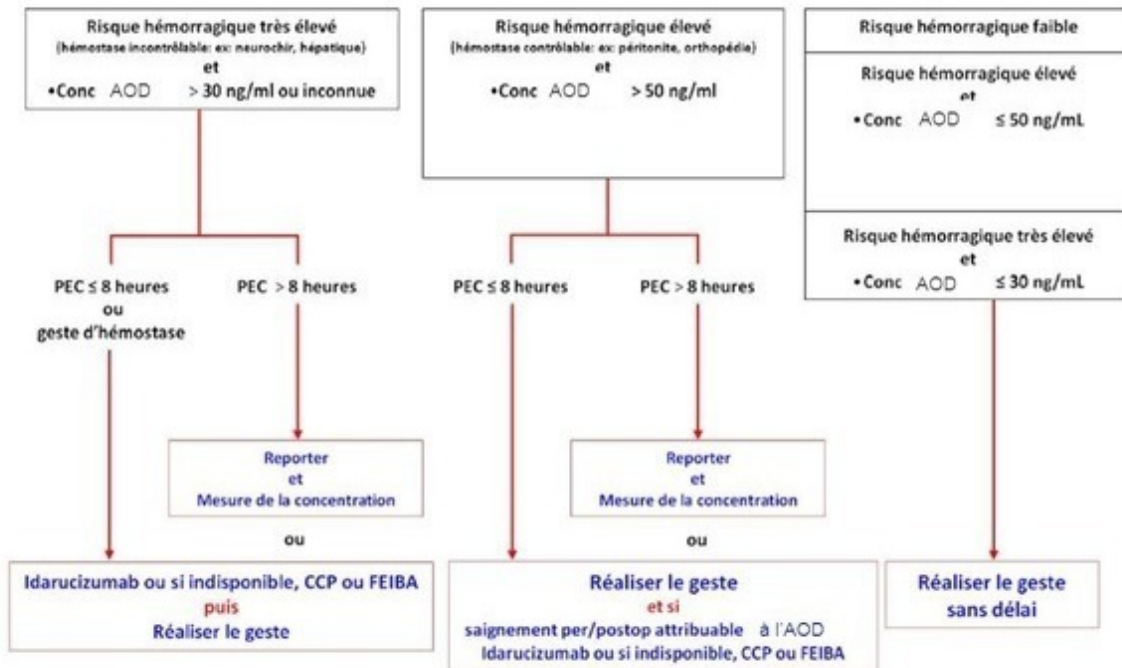 Risque hémorragique très élevé
(hémostase incontrôlable: ex: neurochir, hépatique)
et
•Conc AOD > 30 ng/ml ou inconnue
PEC ≤ 8 heures
ou
geste d'hémostase
PEC > 8 heures
Reporter
et
Mesure de la concentration
ou
Idarucizumab ou si indisponible, CCP ou FEIBA
puis
Réaliser le geste
Risque hémorragique élevé
(hémostase contrôlable: ex: péritonite, orthopédie)
et
•Conc AOD > 50 ng/ml
PEC ≤ 8 heures
PEC > 8 heures
Reporter
et
Mesure de la concentration
ou
Réaliser le geste
et si
saignement per/postop attribuable à l'AOD
Idarucizumab ou si indisponible, CCP ou FEIBA
Risque hémorragique faible
Risque hémorragique élevé
et
•Conc AOD ≤ 50 ng/mL
Risque hémorragique très élevé
et
•Conc AOD ≤ 30 ng/mL
Réaliser le geste
sans délai